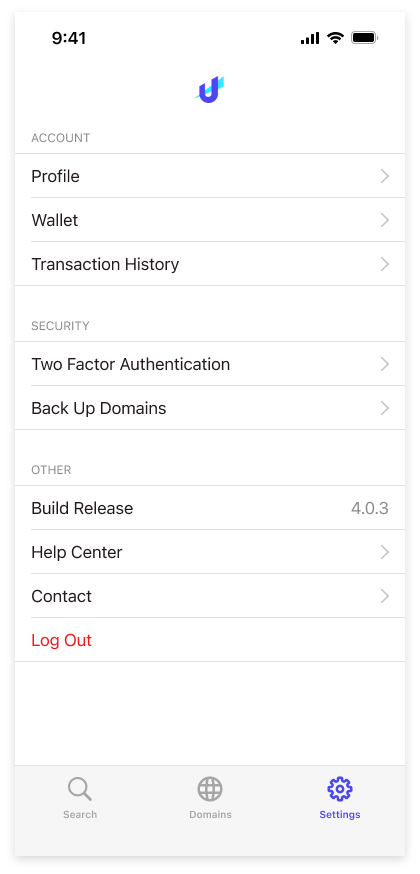 9:41
ACCOUNT
Profile
Wallet
Transaction History
SECURITY
Two Factor Authentication
Back Up Domains
OTHER
Build Release 4.0.3
Help Center
Contact
Log Out
Search Domains Settings